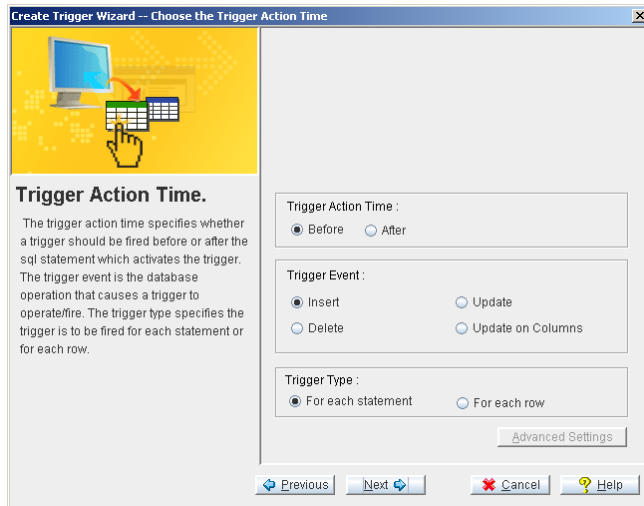 Create Trigger Wizard -- Choose the Trigger Action Time
Trigger Action Time.
The trigger action time specifies whether
a trigger should be fired before or after the
sql statement which activates the trigger.
The trigger event is the database
operation that causes a trigger to
operate/fire. The trigger type specifies the
trigger is to be fired for each statement or
for each row.
Trigger Action Time :
Before After
Trigger Event :
Insert Update
Delete Update on Columns
Trigger Type :
For each statement For each row
Advanced Settings
Previous Next Cancel Help